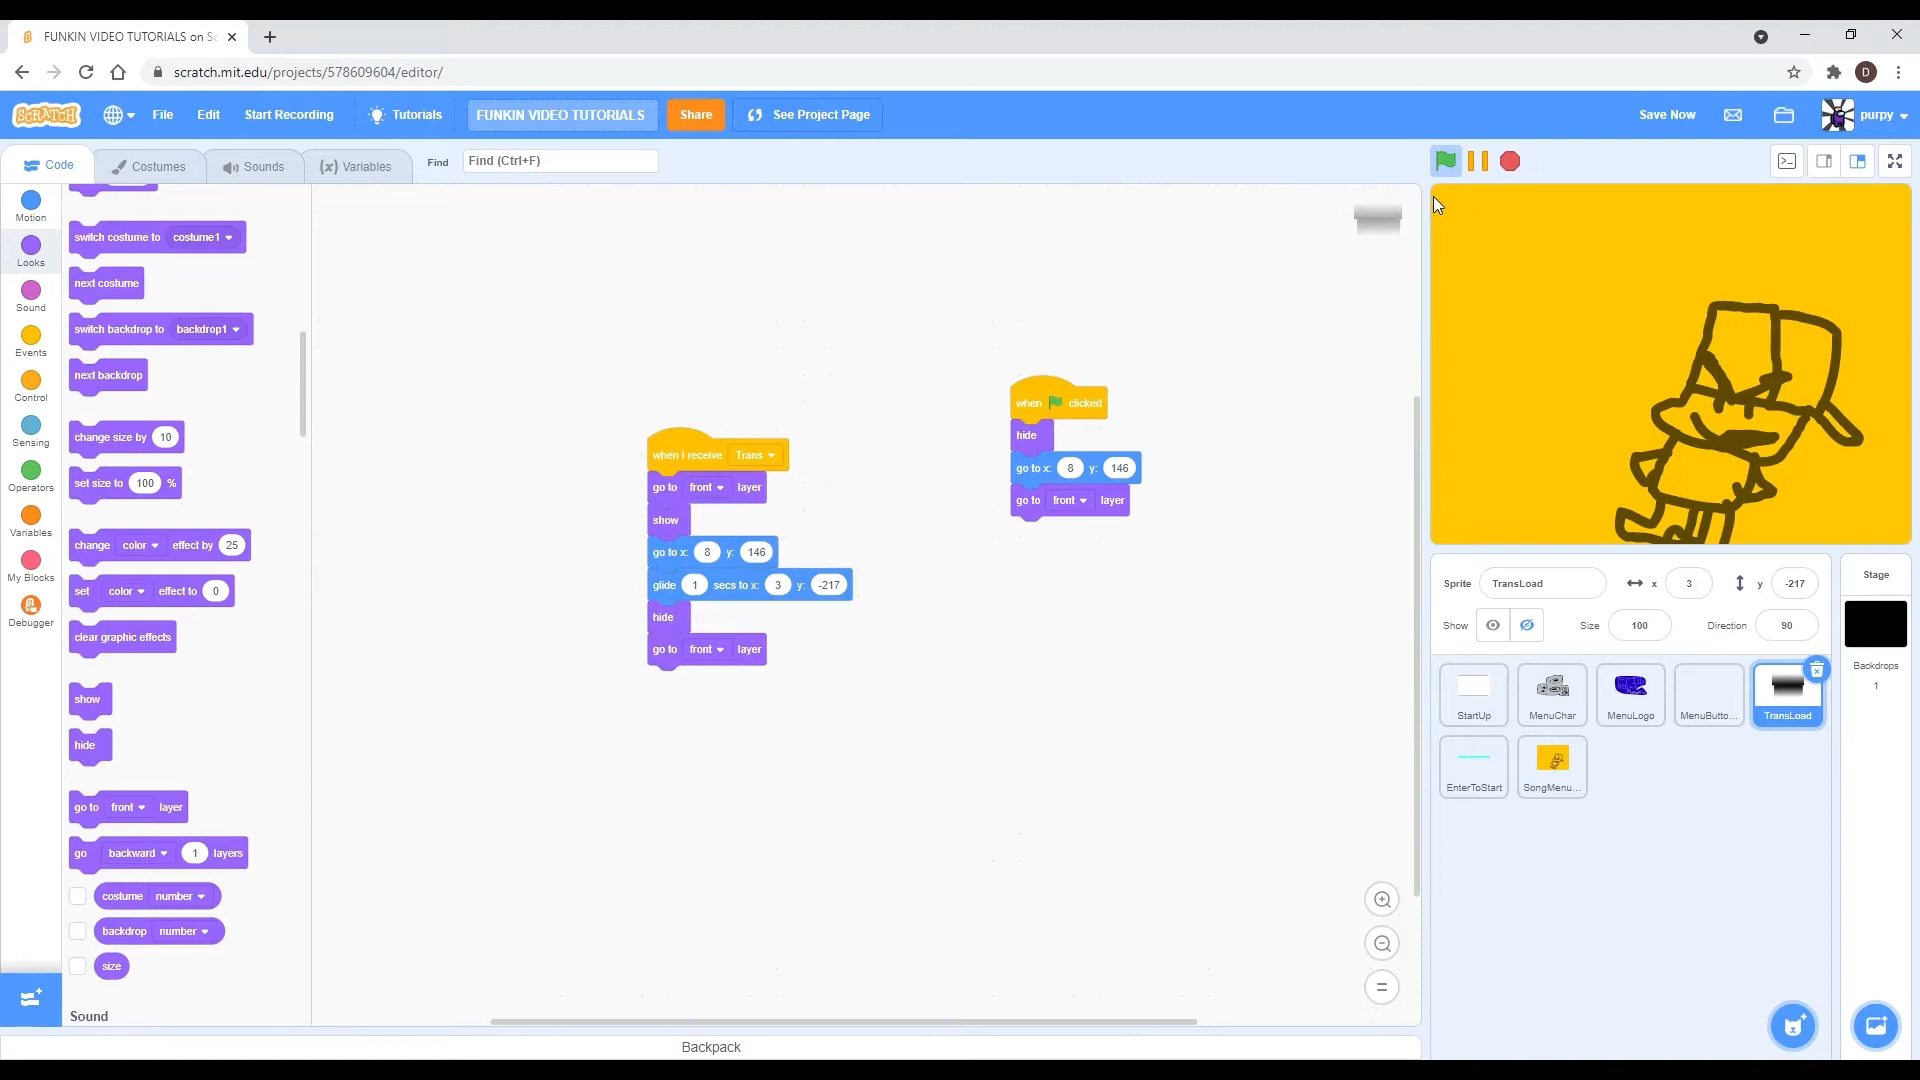 FUNKIN VIDEO TUTORIALS on Sc
scratch.mit.edu/projects/578609604/editor/
D
SCRATCH
File
Edit
Start Recording
Tutorials
FUNKIN VIDEO TUTORIALS
Share
See Project Page
Save Now
purpy
Code
Costumes
Sounds
(x) Variables
Find
Find (Ctrl+F)
Motion
Looks
Sound
Events
Control
Sensing
Operators
Variables
My Blocks
Debugger
switch costume to costume1
next costume
switch backdrop to backdrop1
next backdrop
change size by 10
set size to 100 %
change color effect by 25
set color effect to 0
clear graphic effects
show
hide
go to front layer
go backward 1 layers
costume number
backdrop number
size
Sound
when I receive Trans
go to front layer
show
go to x: 8 y: 146
glide 1 secs to x: 3 y: -217
hide
go to front layer
when clicked
hide
go to x: 8 y: 146
go to front layer
Backpack
Sprite TransLoad x 3 y -217
Show Size 100 Direction 90
StartUp
MenuChar
MenuLogo
MenuButto...
TransLoad
EnterToStart
SongMenu...
Stage
Backdrops
1